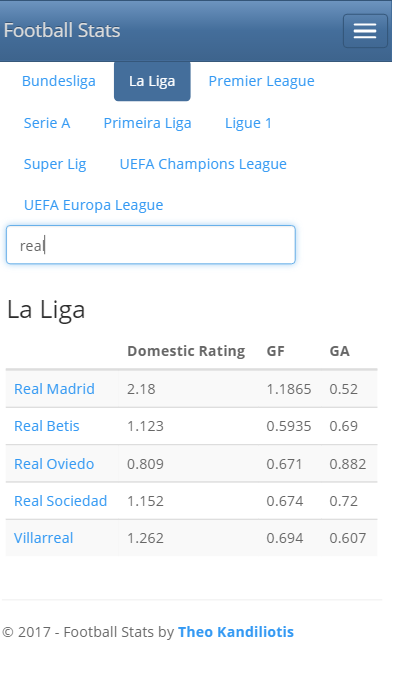 Football Stats
Bundesliga La Liga Premier League
Serie A Primeira Liga Ligue 1
Super Lig UEFA Champions League
UEFA Europa League
real
La Liga
Domestic Rating GF GA
Real Madrid 2.18 1.1865 0.52
Real Betis 1.123 0.5935 0.69
Real Oviedo 0.809 0.671 0.882
Real Sociedad 1.152 0.674 0.72
Villarreal 1.262 0.694 0.607
© 2017 - Football Stats by Theo Kandiliotis